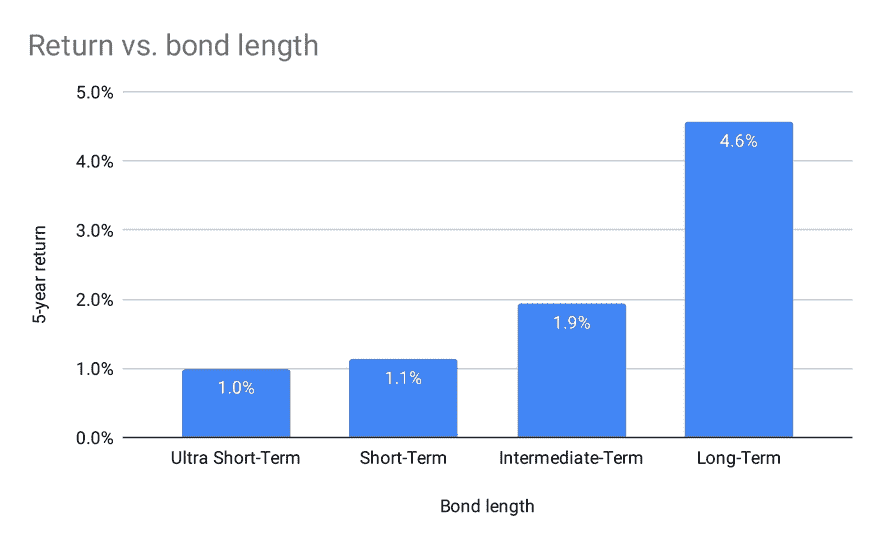 Return vs. bond length
5.0%
4.0%
3.0%
2.0%
1.0%
0.0%
5-year return
1.0%
1.1%
1.9%
4.6%
Ultra Short-Term
Short-Term
Intermediate-Term
Long-Term
Bond length